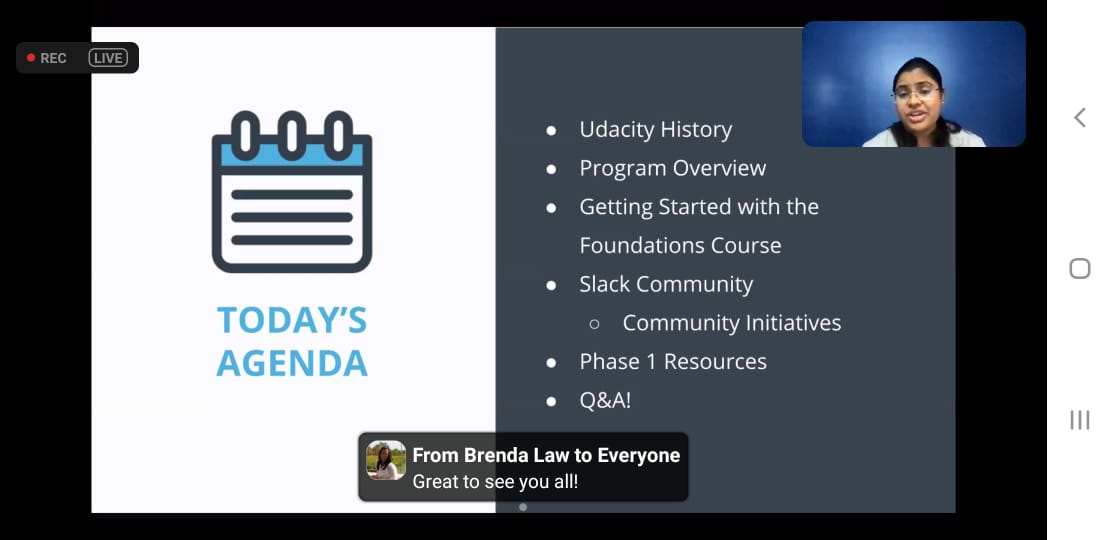 REC LIVE
Udacity History
Program Overview
Getting Started with the
Foundations Course
Slack Community
Community Initiatives
Phase 1 Resources
Q&A!
TODAY'S
AGENDA
From Brenda Law to Everyone
Great to see you all!